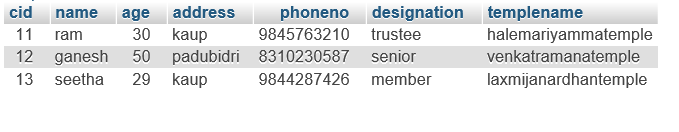 cid name age address phoneno designation templename
11 ram 30 kaup 9845763210 trustee halemariyammatemple
12 ganesh 50 padubidri 8310230587 senior venkatramanatemple
13 seetha 29 kaup 9844287426 member laxmijanardhantemple